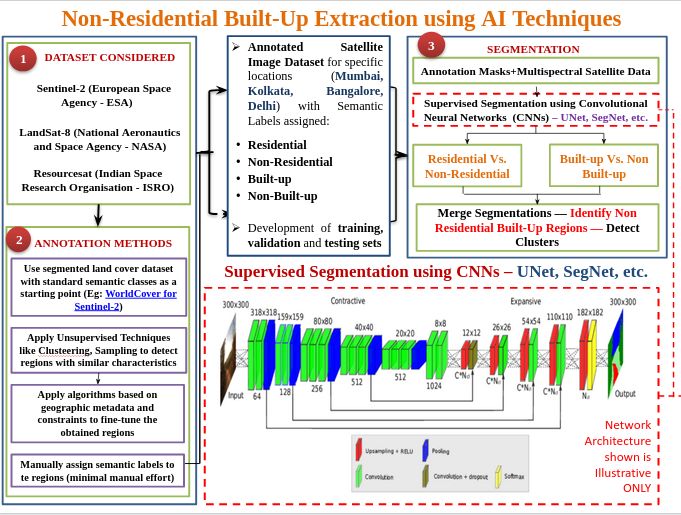 Non-Residential Built-Up Extraction using AI Techniques
1
DATASET CONSIDERED
Sentinel-2 (European Space
Agency - ESA)
LandSat-8 (National Aeronautics
and Space Agency - NASA)
Resourcesat (Indian Space
Research Organisation - ISRO)
2
ANNOTATION METHODS
Use segmented land cover dataset
with standard semantic classes as a
starting point (Eg: WorldCover for
Sentinel-2)
Apply Unsupervised Techniques
like Clusteering, Sampling to detect
regions with similar characteristics
Apply algorithms based on
geographic metadata and
constraints to fine-tune the
obtained regions
Manually assign semantic labels to
te regions (minimal manual effort)
➢ Annotated Satellite
Image Dataset for specific
locations (Mumbai,
Kolkata, Bangalore,
Delhi) with Semantic
Labels assigned:
• Residential
• Non-Residential
• Built-up
• Non-Built-up
➢ Development of training,
validation and testing sets
3
SEGMENTATION
Annotation Masks+Multispectral Satellite Data
Supervised Segmentation using Convolutional
Neural Networks (CNNs) – UNet, SegNet, etc.
Residential Vs.
Non-Residential
Built-up Vs. Non
Built-up
Merge Segmentations — Identify Non
Residential Built-Up Regions — Detect
Clusters
Supervised Segmentation using CNNs – UNet, SegNet, etc.
Contractive
Expansive
300x300
318x318
159x159
80x80
40x40
20x20
8x8
12x12
26x26
54x54
110x110
182x182
300x300
Input
64
128
256
512
512
1024
C*Nd
C*Nd
C*Nd
C*Nd
Nd
Output
Upsampling + RELU
Pooling
Convolution
Convolution + dropout
Softmax
Network
Architecture
shown is
Illustrative
ONLY